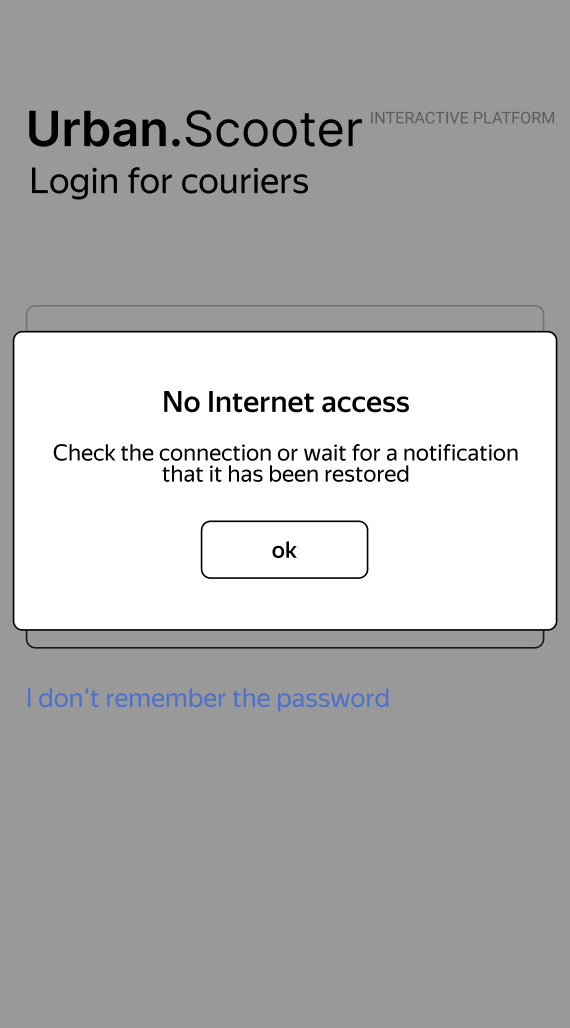 Urban.Scooter INTERACTIVE PLATFORM
Login for couriers
No Internet access
Check the connection or wait for a notification
that it has been restored
ok
I don't remember the password